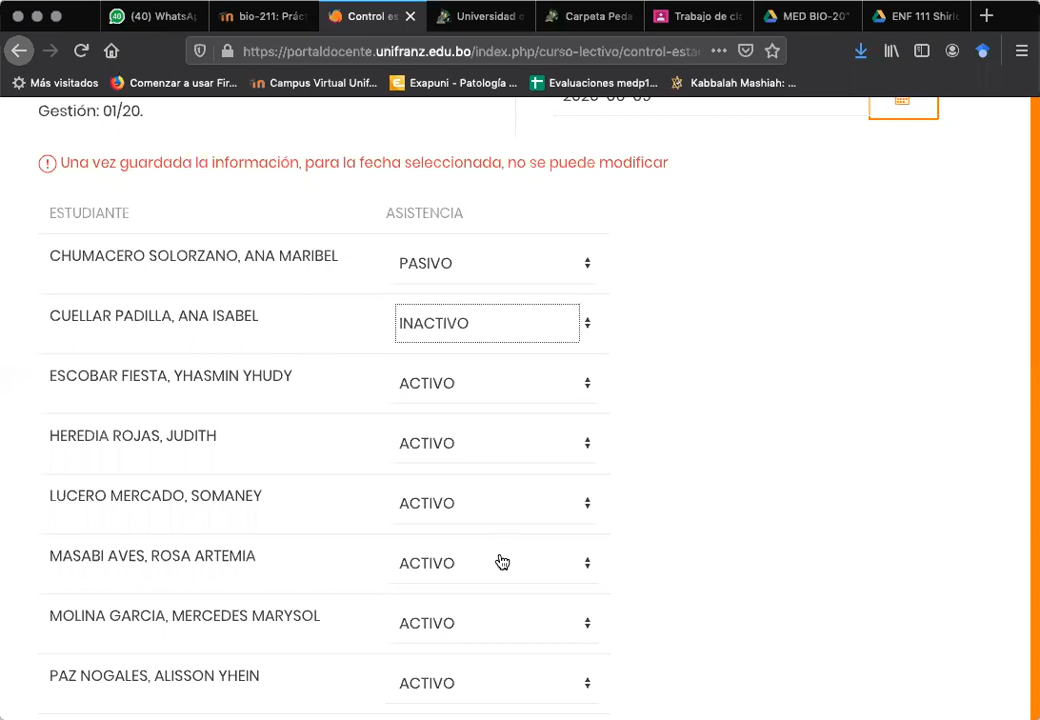 (40) WhatsA
bio-211: Prác
Control es
Universidad
Carpeta Peda
Trabajo de
MED BIO-20
ENF 111 Shirl
https://portaldocente.unifranz.edu.bo/index.php/curso-lectivo/control-esta
Más visitados
Comenzar a usar Fir...
Campus Virtual Unif...
Exapuni - Patología ...
Evaluaciones medp1...
Kabbalah Mashiah: ...
Gestión: 01/20.
Una vez guardada la información, para la fecha seleccionada, no se puede modificar
ESTUDIANTE ASISTENCIA
CHUMACERO SOLORZANO, ANA MARIBEL PASIVO
CUELLAR PADILLA, ANA ISABEL INACTIVO
ESCOBAR FIESTA, YHASMIN YHUDY ACTIVO
HEREDIA ROJAS, JUDITH ACTIVO
LUCERO MERCADO, SOMANEY ACTIVO
MASABI AVES, ROSA ARTEMIA ACTIVO
MOLINA GARCIA, MERCEDES MARYSOL ACTIVO
PAZ NOGALES, ALISSON YHEIN ACTIVO